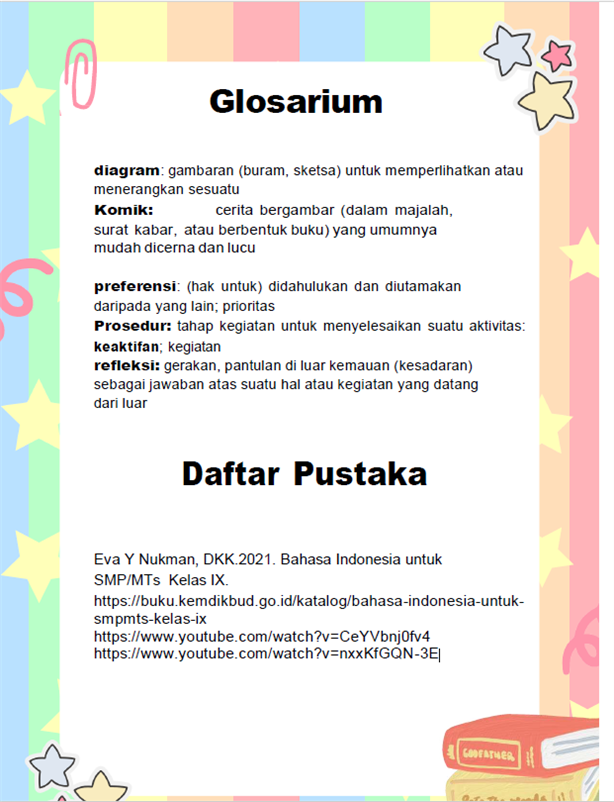 Glosarium
diagram: gambaran (buram, sketsa) untuk memperlihatkan atau
menerangkan sesuatu
Komik: cerita bergambar (dalam majalah,
surat kabar, atau berbentuk buku) yang umumnya
mudah dicerna dan lucu
preferensi: (hak untuk) didahulukan dan diutamakan
daripada yang lain; prioritas
Prosedur: tahap kegiatan untuk menyelesaikan suatu aktivitas:
keaktifan; kegiatan
refleksi: gerakan, pantulan di luar kemauan (kesadaran)
sebagai jawaban atas suatu hal atau kegiatan yang datang
dari luar
Daftar Pustaka
Eva Y Nukman, DKK.2021. Bahasa Indonesia untuk
SMP/MTs Kelas IX.
https://buku.kemdikbud.go.id/katalog/bahasa-indonesia-untuk-
smpmts-kelas-ix
https://www.youtube.com/watch?v=CeYVbnj0fv4
https://www.youtube.com/watch?v=nxxKfGQN-3E
GODFATHER